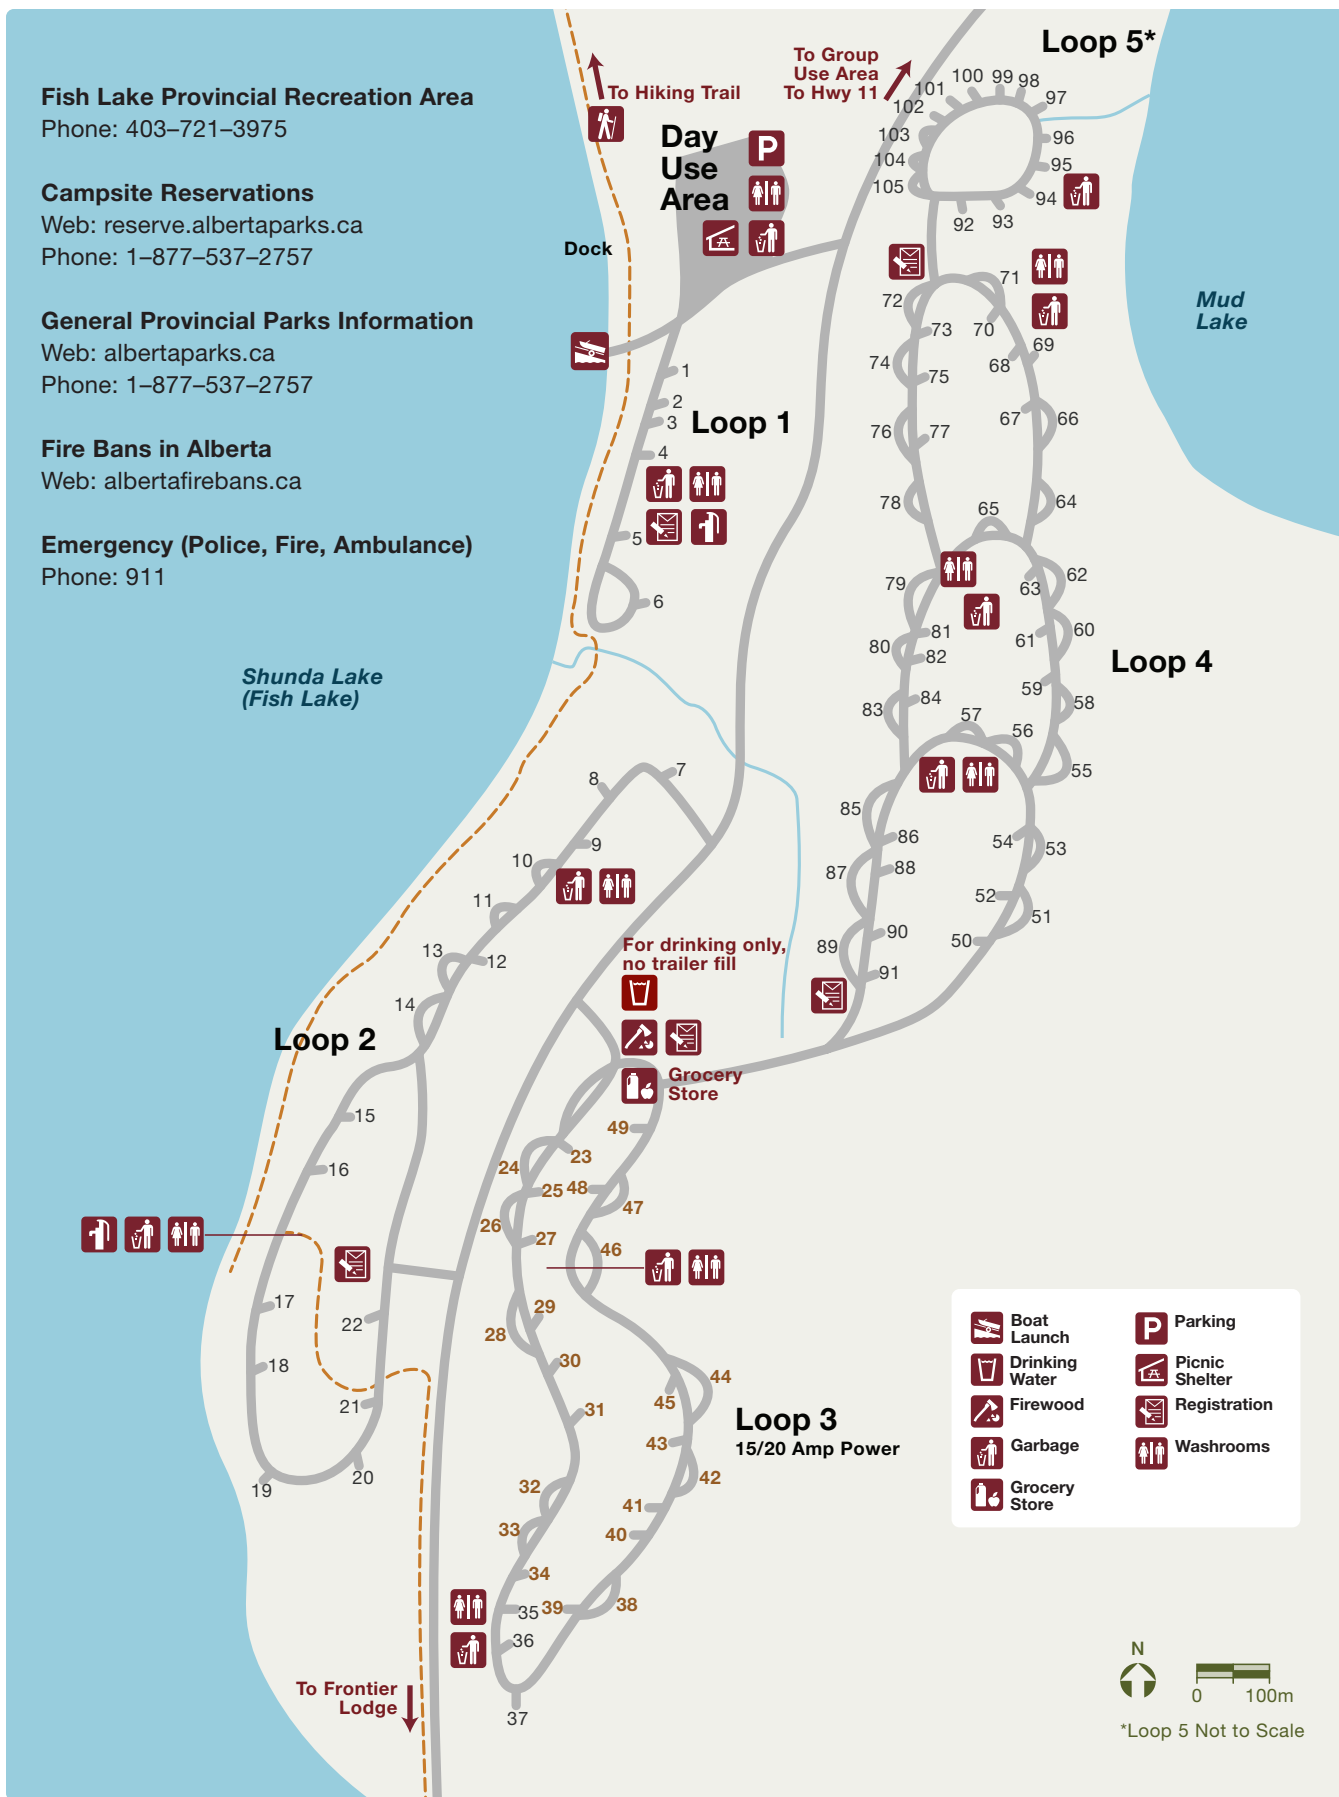 Fish Lake Provincial Recreation Area
Phone: 403–721–3975
Campsite Reservations
Web: reserve.albertaparks.ca
Phone: 1–877–537–2757
General Provincial Parks Information
Web: albertaparks.ca
Phone: 1–877–537–2757
Fire Bans in Alberta
Web: albertafirebans.ca
Emergency (Police, Fire, Ambulance)
Phone: 911
To Hiking Trail
To Group
Use Area
To Hwy 11
Loop 5*
Day
Use
Area
P
Dock
Mud
Lake
101
100
99
98
97
102
103
96
104
95
105
94
92
93
71
72
73
70
69
74
68
75
1
2
3
Loop 1
4
67
66
76
77
78
64
65
5
6
79
62
63
81
80
82
61
60
Loop 4
Shunda Lake
(Fish Lake)
59
84
83
58
57
56
55
8
7
85
86
54
53
9
10
87
88
52
51
11
90
50
89
91
13
12
14
For drinking only,
no trailer fill
Loop 2
Grocery
Store
15
16
49
23
24
25
48
47
26
27
46
17
22
18
21
19
20
29
28
30
31
44
45
43
Loop 3
15/20 Amp Power
42
32
41
33
40
34
35
39
38
36
37
To Frontier
Lodge
Boat
Launch
P
Parking
Drinking
Water
Picnic
Shelter
Firewood
Registration
Garbage
Washrooms
Grocery
Store
N
0
100m
*Loop 5 Not to Scale